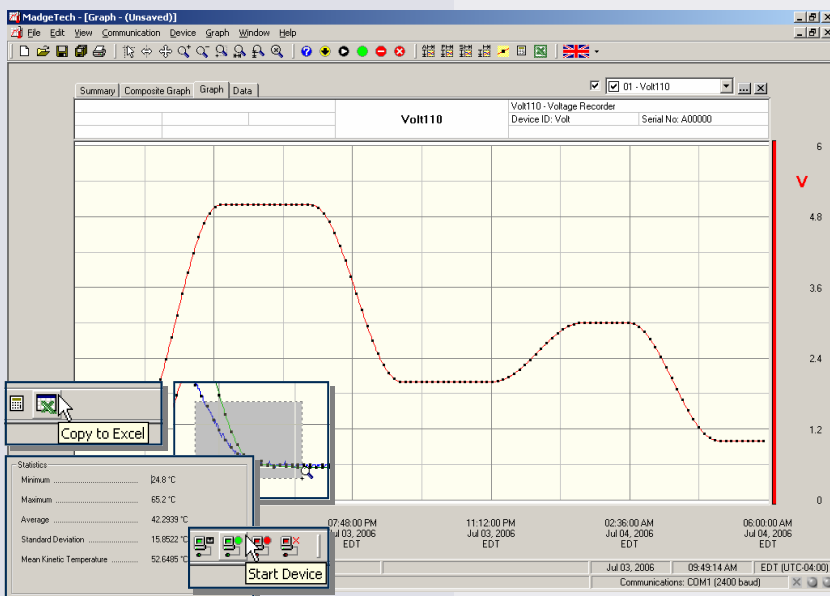 MadgeTech - [Graph - (Unsaved)]
File Edit View Communication Device Graph Window Help
Summary Composite Graph Graph Data
01 - Volt110
Volt110
Volt110 - Voltage Recorder
Device ID: Volt Serial No: A00000
6
V
4.8
3.6
2.4
1.2
0
Copy to Excel
Statistics
Minimum 24.8 °C
Maximum 65.2 °C
Average 42.2939 °C
Standard Deviation 15.8522 °C
Mean Kinetic Temperature 52.6485 °C
Start Device
07:48:00 PM
Jul 03, 2006
EDT
11:12:00 PM
Jul 03, 2006
EDT
02:36:00 AM
Jul 04, 2006
EDT
06:00:00 AM
Jul 04, 2006
EDT
Jul 03, 2006 09:49:14 AM EDT (UTC-04:00)
Communications: COM1 (2400 baud)